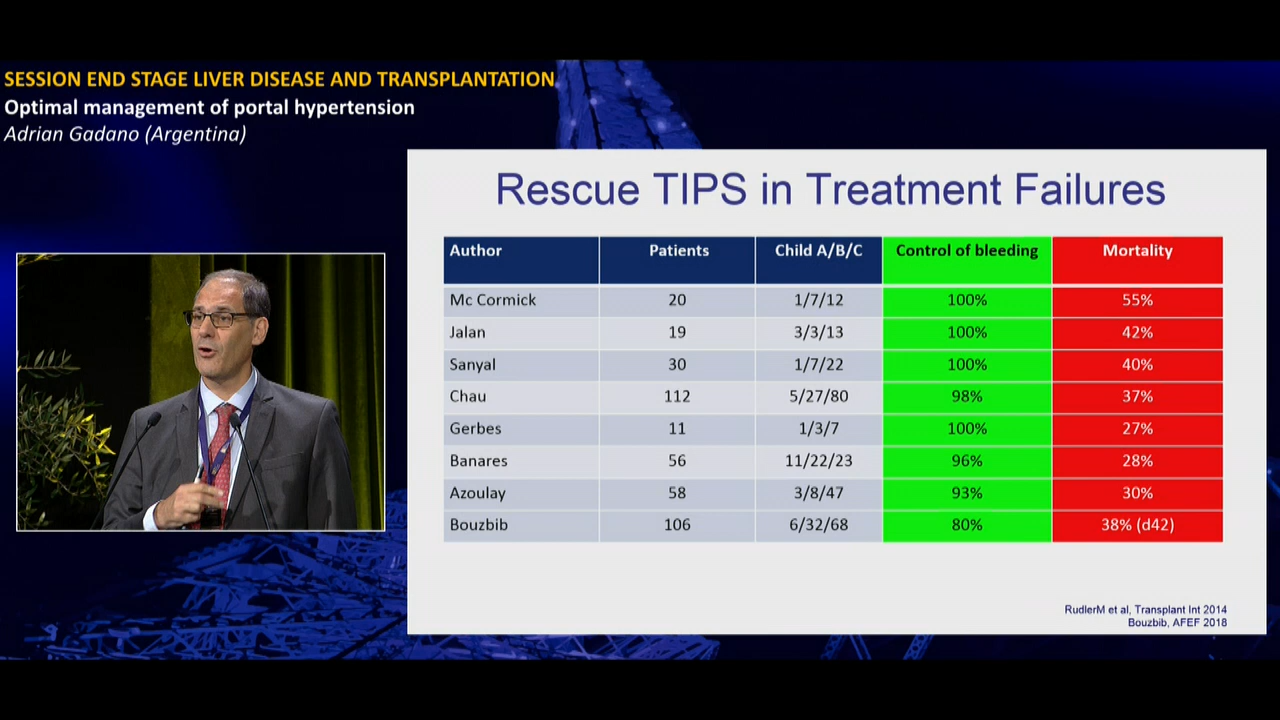 SESSION END STAGE LIVER DISEASE AND TRANSPLANTATION
Optimal management of portal hypertension
Adrian Gadano (Argentina)
Rescue TIPS in Treatment Failures
Author Patients Child A/B/C Control of bleeding Mortality
Mc Cormick 20 1/7/12 100% 55%
Jalan 19 3/3/13 100% 42%
Sanyal 30 1/7/22 100% 40%
Chau 112 5/27/80 98% 37%
Gerbes 11 1/3/7 100% 27%
Banares 56 11/22/23 96% 28%
Azoulay 58 3/8/47 93% 30%
Bouzbib 106 6/32/68 80% 38% (d42)
RudlerM et al, Transplant Int 2014
Bouzbib, AFEF 2018